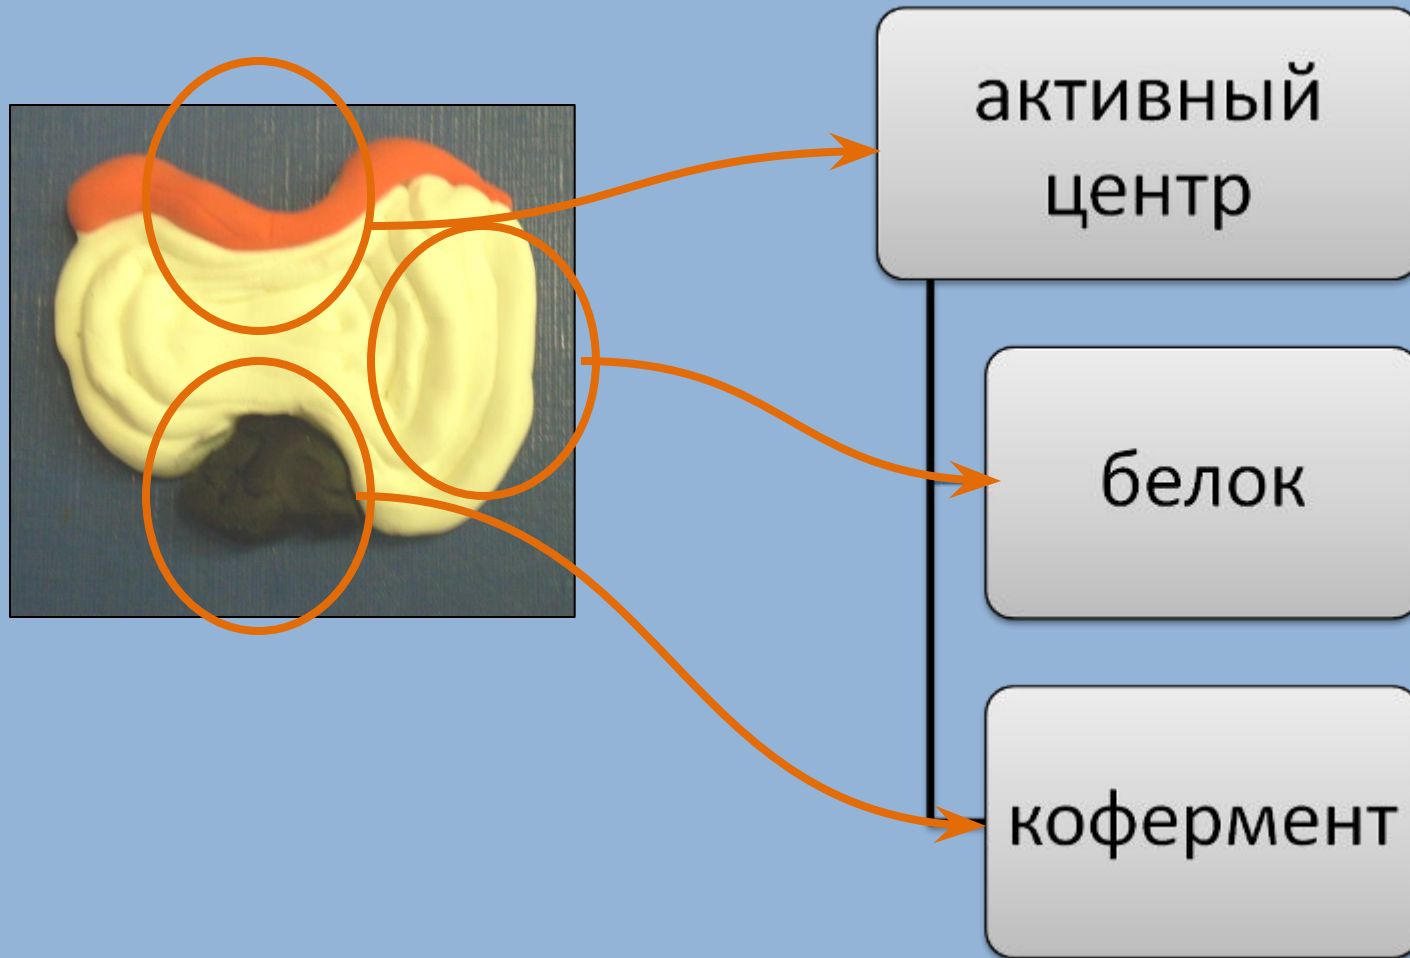 активный
центр
белок
кофермент